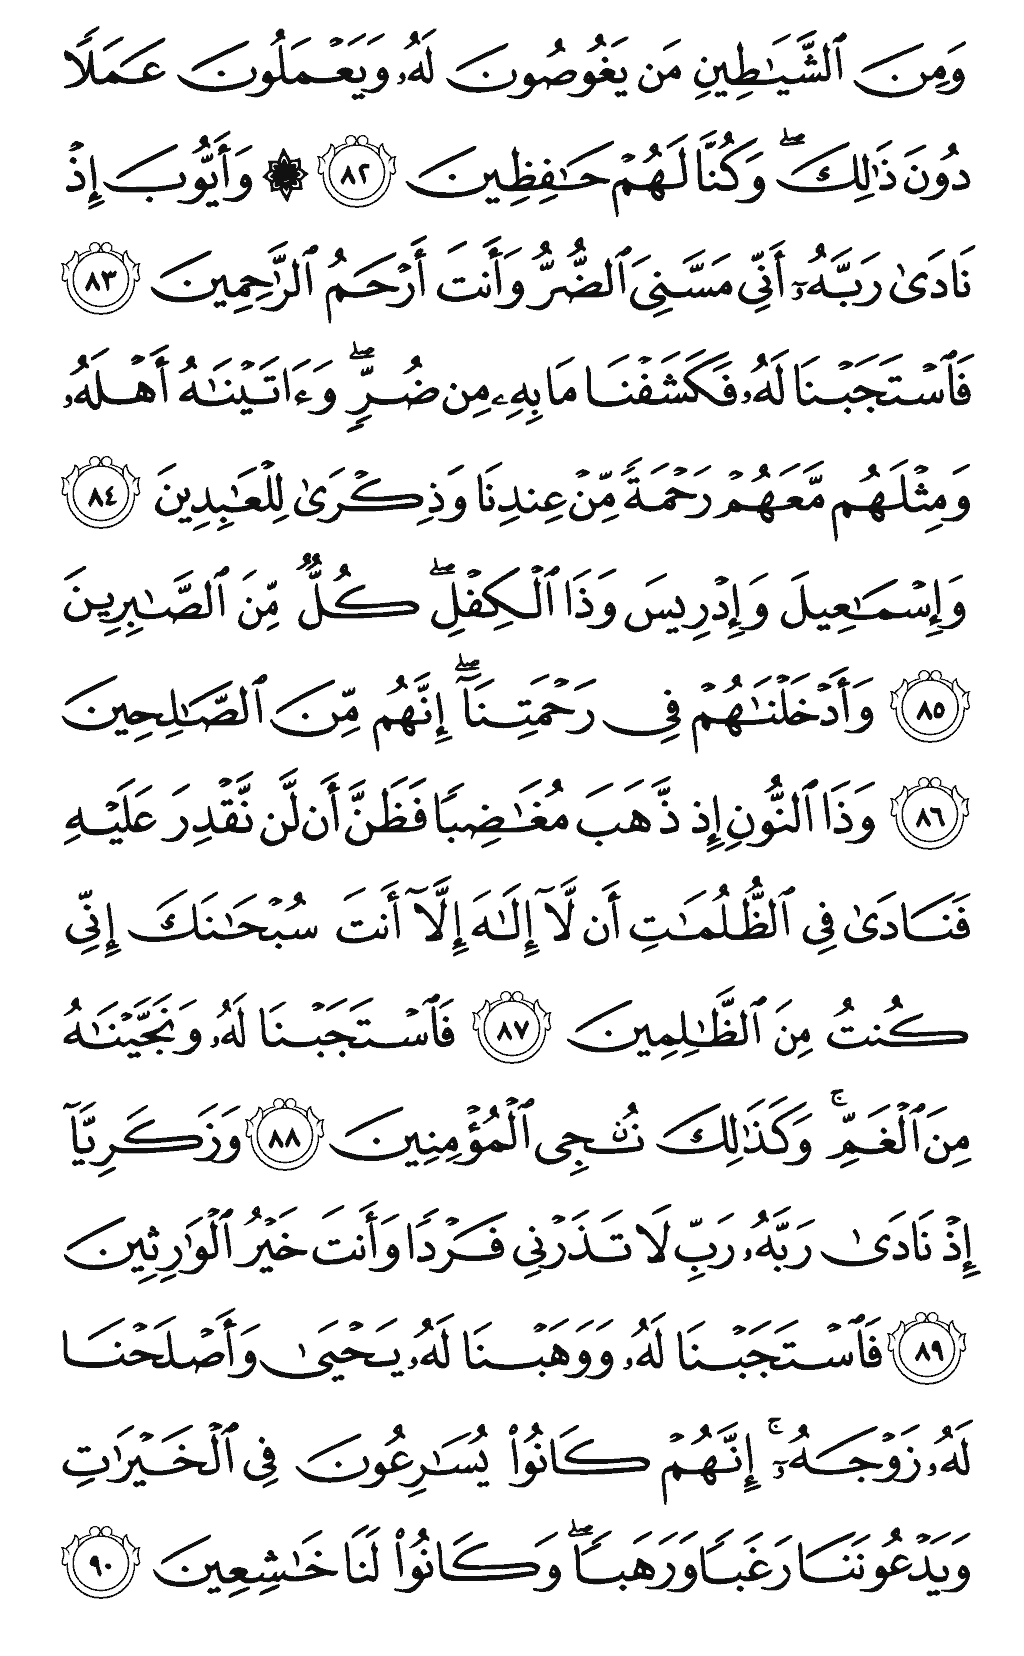 وَمِنَ ٱلشَّيَـٰطِينِ مَن يَغُوصُونَ لَهُۥ وَيَعْمَلُونَ عَمَلًا
دُونَ ذَٰلِكَ ۖ وَكُنَّا لَهُمْ حَـٰفِظِينَ ٨٢ ۞ وَأَيُّوبَ إِذْ
نَادَىٰ رَبَّهُۥٓ أَنِّى مَسَّنِىَ ٱلضُّرُّ وَأَنتَ أَرْحَمُ ٱلرَّٰحِمِينَ ٨٣
فَٱسْتَجَبْنَا لَهُۥ فَكَشَفْنَا مَا بِهِۦ مِن ضُرٍّ ۖ وَءَاتَيْنَـٰهُ أَهْلَهُۥ
وَمِثْلَهُم مَّعَهُمْ رَحْمَةً مِّنْ عِندِنَا وَذِكْرَىٰ لِلْعَـٰبِدِينَ ٨٤
وَإِسْمَـٰعِيلَ وَإِدْرِيسَ وَذَا ٱلْكِفْلِ ۖ كُلٌّ مِّنَ ٱلصَّـٰبِرِينَ
٨٥ وَأَدْخَلْنَـٰهُمْ فِى رَحْمَتِنَآ ۖ إِنَّهُم مِّنَ ٱلصَّـٰلِحِينَ
٨٦ وَذَا ٱلنُّونِ إِذ ذَّهَبَ مُغَـٰضِبًا فَظَنَّ أَن لَّن نَّقْدِرَ عَلَيْهِ
فَنَادَىٰ فِى ٱلظُّلُمَـٰتِ أَن لَّآ إِلَـٰهَ إِلَّآ أَنتَ سُبْحَـٰنَكَ إِنِّى
كُنتُ مِنَ ٱلظَّـٰلِمِينَ ٨٧ فَٱسْتَجَبْنَا لَهُۥ وَنَجَّيْنَـٰهُ
مِنَ ٱلْغَمِّ ۚ وَكَذَٰلِكَ نُـۨجِى ٱلْمُؤْمِنِينَ ٨٨ وَزَكَرِيَّآ
إِذْ نَادَىٰ رَبَّهُۥ رَبِّ لَا تَذَرْنِى فَرْدًا وَأَنتَ خَيْرُ ٱلْوَٰرِثِينَ
٨٩ فَٱسْتَجَبْنَا لَهُۥ وَوَهَبْنَا لَهُۥ يَحْيَىٰ وَأَصْلَحْنَا
لَهُۥ زَوْجَهُۥٓ ۚ إِنَّهُمْ كَانُوا۟ يُسَـٰرِعُونَ فِى ٱلْخَيْرَٰتِ
وَيَدْعُونَنَا رَغَبًا وَرَهَبًا ۖ وَكَانُوا۟ لَنَا خَـٰشِعِينَ ٩٠